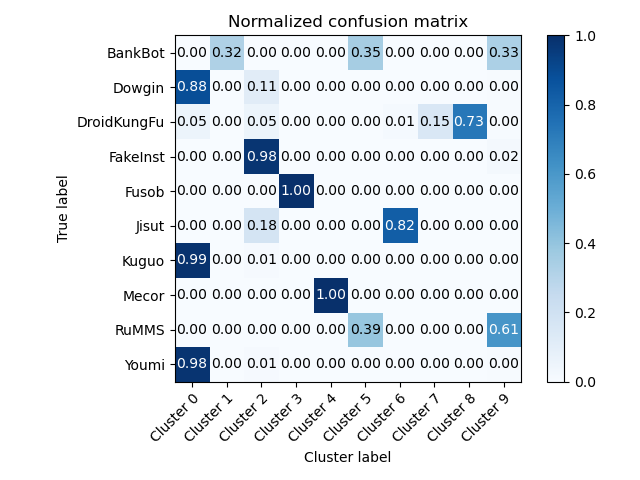 Normalized confusion matrix
True label
BankBot 0.00 0.32 0.00 0.00 0.00 0.35 0.00 0.00 0.00 0.33
Dowgin 0.88 0.00 0.11 0.00 0.00 0.00 0.00 0.00 0.00 0.00
DroidKungFu 0.05 0.00 0.05 0.00 0.00 0.00 0.01 0.15 0.73 0.00
FakeInst 0.00 0.00 0.98 0.00 0.00 0.00 0.00 0.00 0.00 0.02
Fusob 0.00 0.00 0.00 1.00 0.00 0.00 0.00 0.00 0.00 0.00
Jisut 0.00 0.00 0.18 0.00 0.00 0.00 0.82 0.00 0.00 0.00
Kuguo 0.99 0.00 0.01 0.00 0.00 0.00 0.00 0.00 0.00 0.00
Mecor 0.00 0.00 0.00 0.00 1.00 0.00 0.00 0.00 0.00 0.00
RuMMS 0.00 0.00 0.00 0.00 0.00 0.39 0.00 0.00 0.00 0.61
Youmi 0.98 0.00 0.01 0.00 0.00 0.00 0.00 0.00 0.00 0.00
Cluster 0 Cluster 1 Cluster 2 Cluster 3 Cluster 4 Cluster 5 Cluster 6 Cluster 7 Cluster 8 Cluster 9
Cluster label
1.0
0.8
0.6
0.4
0.2
0.0